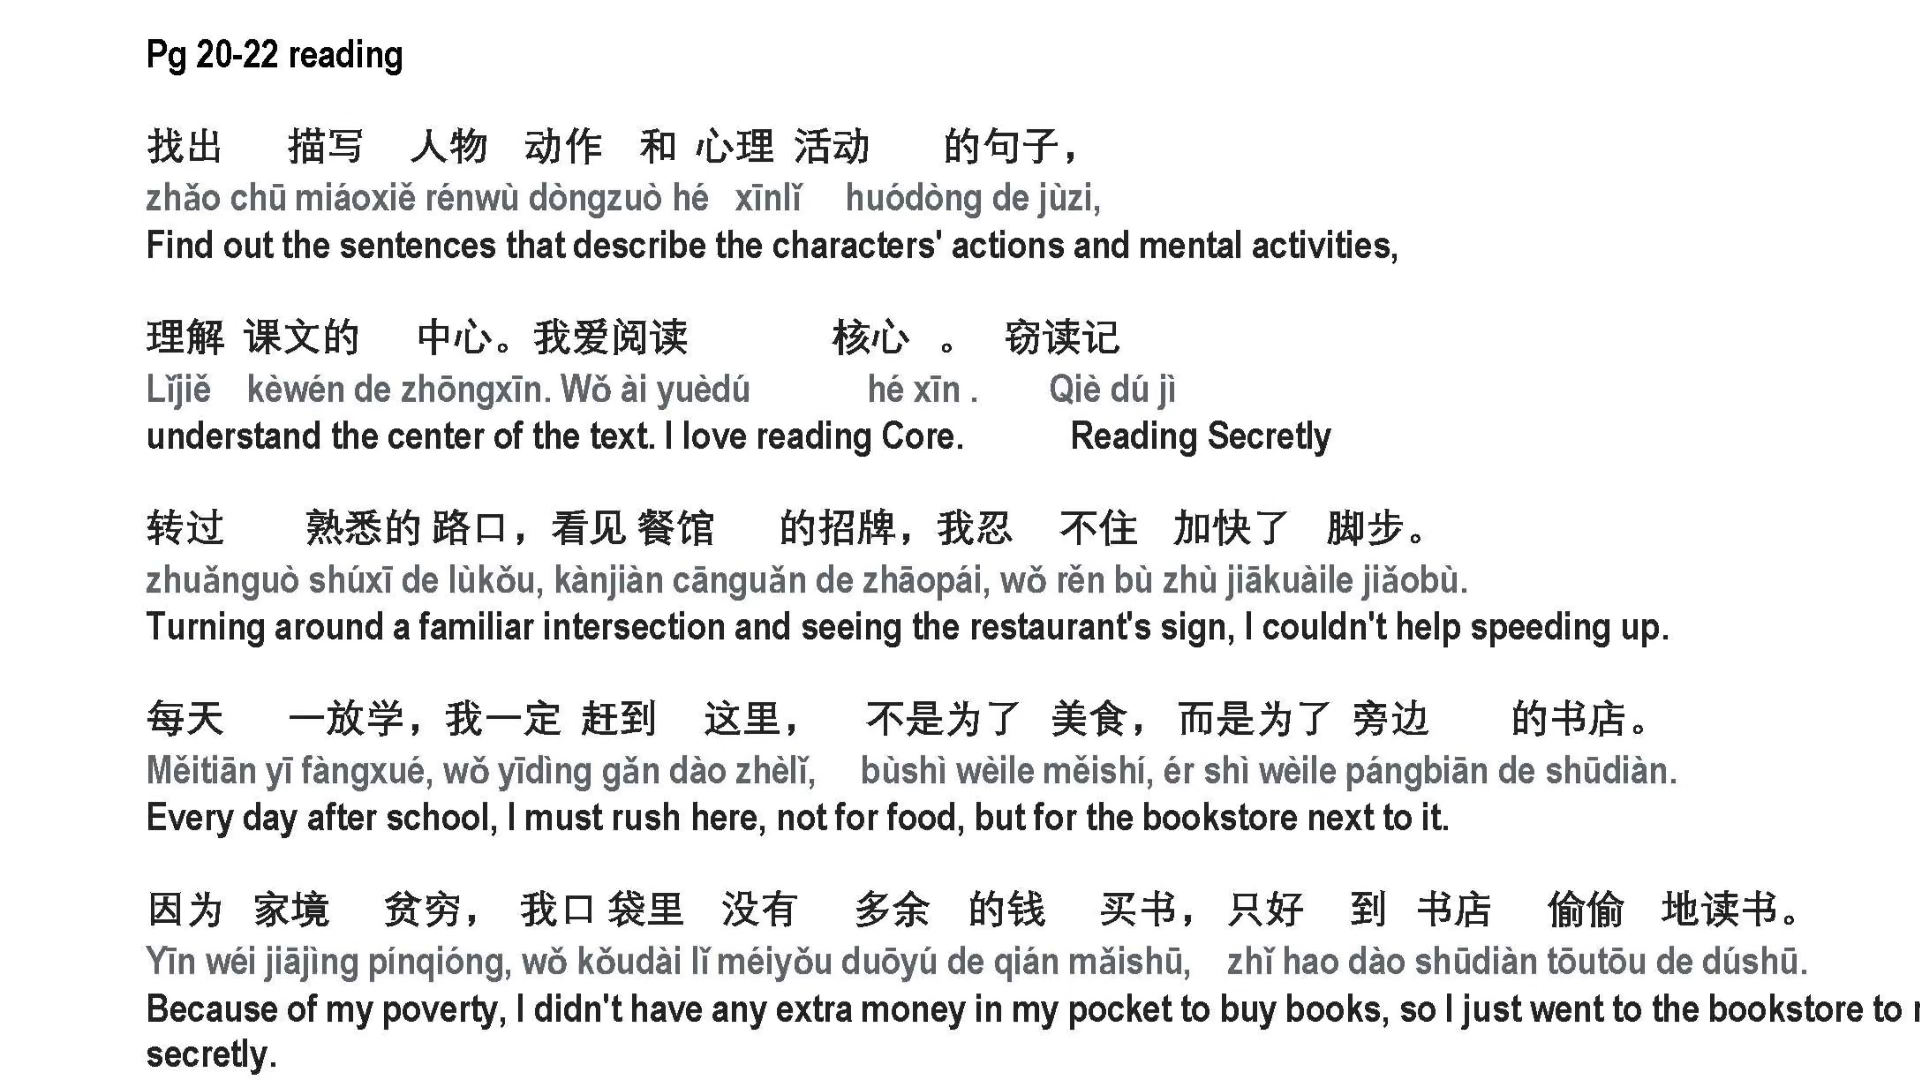 Pg 20-22 reading
找出 描写 人物 动作 和 心理 活动 的句子，
zhǎo chū miáoxiě rénwù dòngzuò hé xīnlǐ huódòng de jùzi,
Find out the sentences that describe the characters' actions and mental activities,
理解 课文的 中心。我爱阅读 核心 。 窃读记
Lǐjiě kèwén de zhōngxīn. Wǒ ài yuèdú hé xīn . Qiè dú jì
understand the center of the text. I love reading Core. Reading Secretly
转过 熟悉的 路口，看见 餐馆 的招牌，我忍 不住 加快了 脚步。
zhuǎnguò shúxī de lùkǒu, kànjiàn cānguǎn de zhāopái, wǒ rěn bù zhù jiākuàile jiǎobù.
Turning around a familiar intersection and seeing the restaurant's sign, I couldn't help speeding up.
每天 一放学，我一定 赶到 这里， 不是为了 美食，而是为了 旁边 的书店。
Měitiān yī fàngxué, wǒ yīdìng gǎn dào zhèlǐ, bùshì wèile měishí, ér shì wèile pángbiān de shūdiàn.
Every day after school, I must rush here, not for food, but for the bookstore next to it.
因为 家境 贫穷， 我口 袋里 没有 多余 的钱 买书，只好 到 书店 偷偷 地读书。
Yīn wéi jiājìng pínqióng, wǒ kǒudài lǐ méiyǒu duōyú de qián mǎishū, zhǐ hao dào shūdiàn tōutōu de dúshū.
Because of my poverty, I didn't have any extra money in my pocket to buy books, so I just went to the bookstore to
secretly.